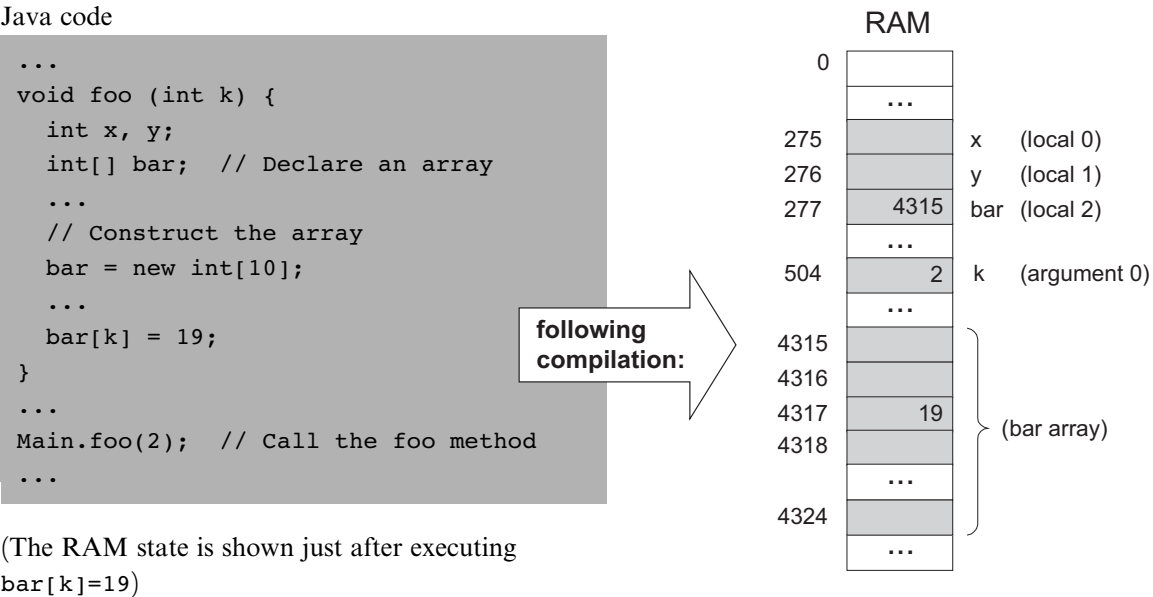 Java code
...
void foo (int k) {
int x, y;
int[] bar; // Declare an array
...
// Construct the array
bar = new int[10];
...
bar[k] = 19;
}
...
Main.foo(2); // Call the foo method
...
(The RAM state is shown just after executing
bar[k]=19)
following
compilation:
RAM
0
...
275 x (local 0)
276 y (local 1)
277 4315 bar (local 2)
...
504 2 k (argument 0)
...
4315
4316
4317 19
(bar array)
4318
...
4324
...